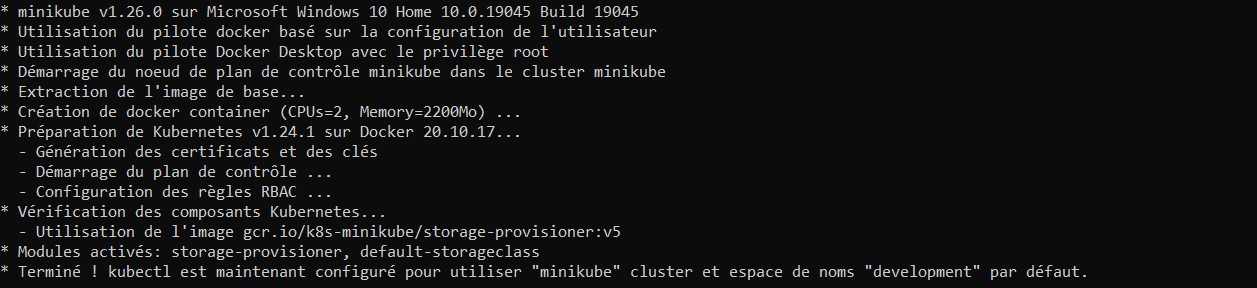 * minikube v1.26.0 sur Microsoft Windows 10 Home 10.0.19045 Build 19045
* Utilisation du pilote docker basé sur la configuration de l'utilisateur
* Utilisation du pilote Docker Desktop avec le privilège root
* Démarrage du noeud de plan de contrôle minikube dans le cluster minikube
* Extraction de l'image de base...
* Création de docker container (CPUs=2, Memory=2200Mo) ...
* Préparation de Kubernetes v1.24.1 sur Docker 20.10.17...
  - Génération des certificats et des clés
  - Démarrage du plan de contrôle ...
  - Configuration des règles RBAC ...
* Vérification des composants Kubernetes...
  - Utilisation de l'image gcr.io/k8s-minikube/storage-provisioner:v5
* Modules activés: storage-provisioner, default-storageclass
* Terminé ! kubectl est maintenant configuré pour utiliser "minikube" cluster et espace de noms "development" par défaut.